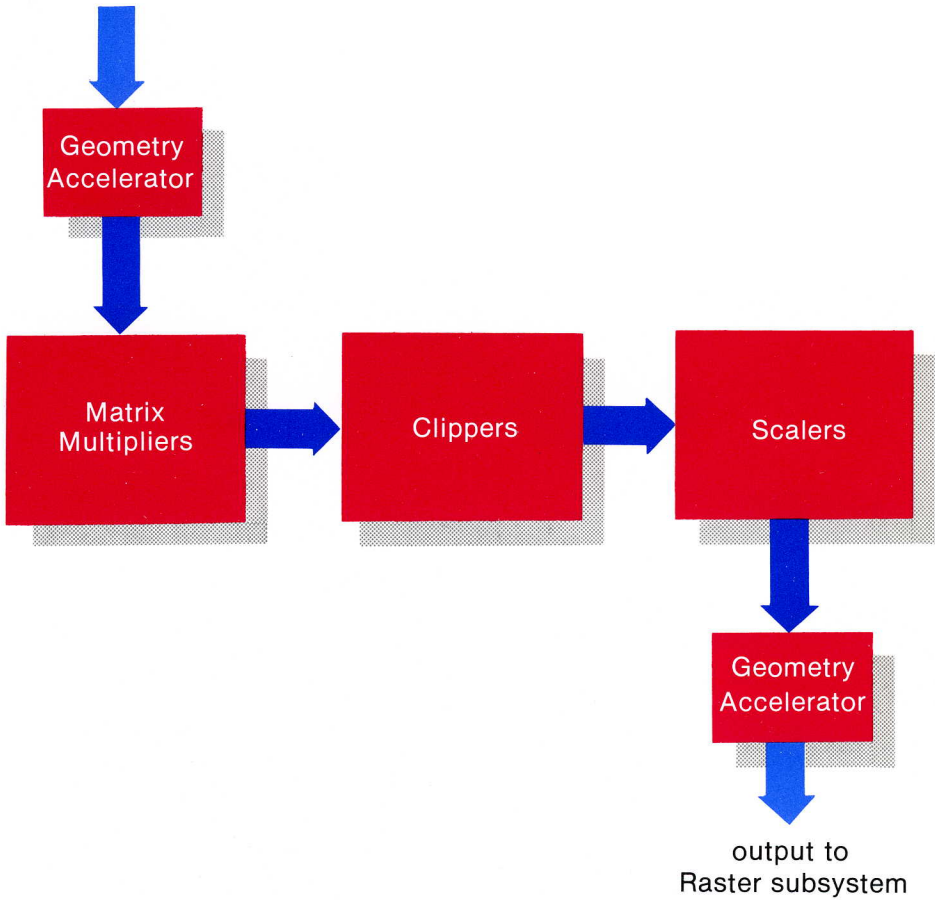 Geometry
Accelerator
Matrix
Multipliers
Clippers
Scalers
Geometry
Accelerator
output to
Raster subsystem